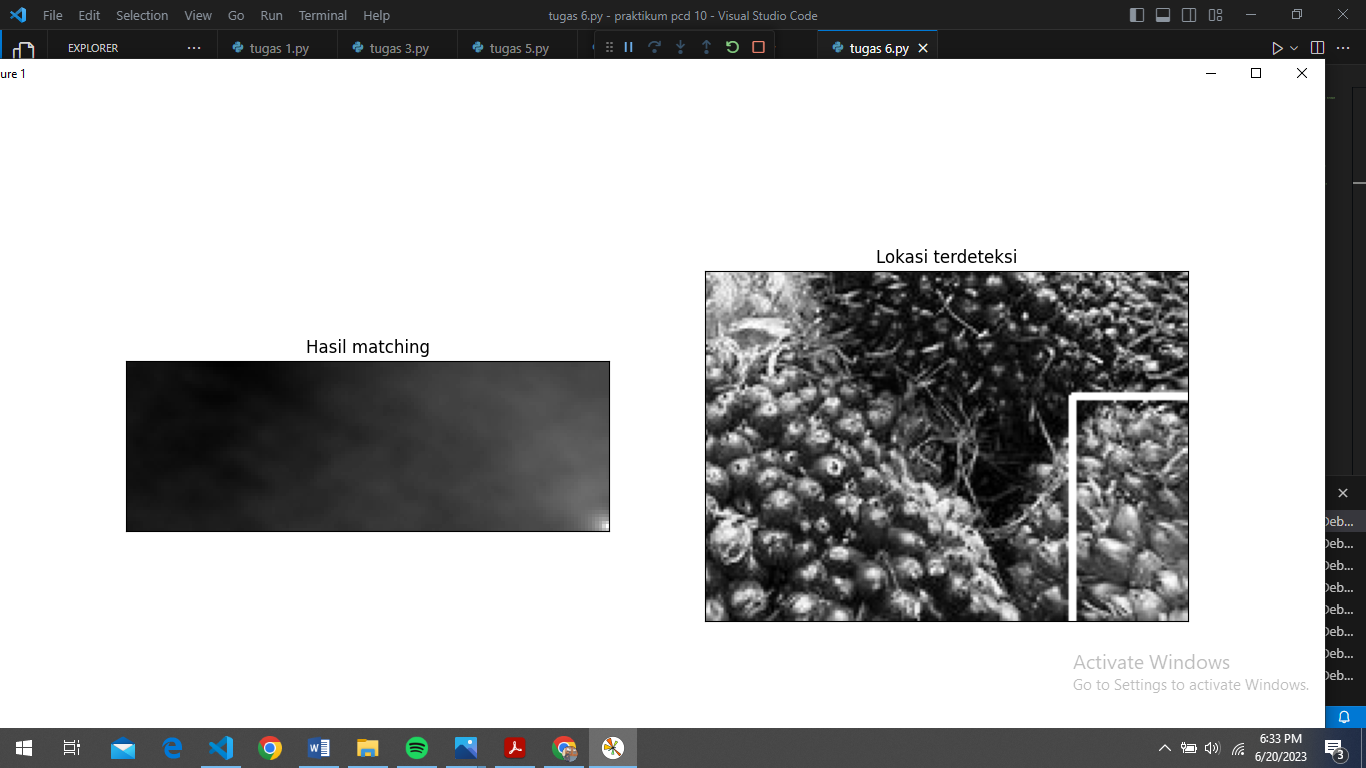 File Edit Selection View Go Run Terminal Help tugas 6.py - praktikum pcd 10 - Visual Studio Code
EXPLORER ... tugas 1.py tugas 3.py tugas 5.py tugas 6.py
ure 1
Lokasi terdeteksi
Hasil matching
Deb...
Deb...
Deb...
Deb...
Deb...
Deb...
Deb...
Deb...
Activate Windows
Go to Settings to activate Windows.
6:33 PM
6/20/2023
3